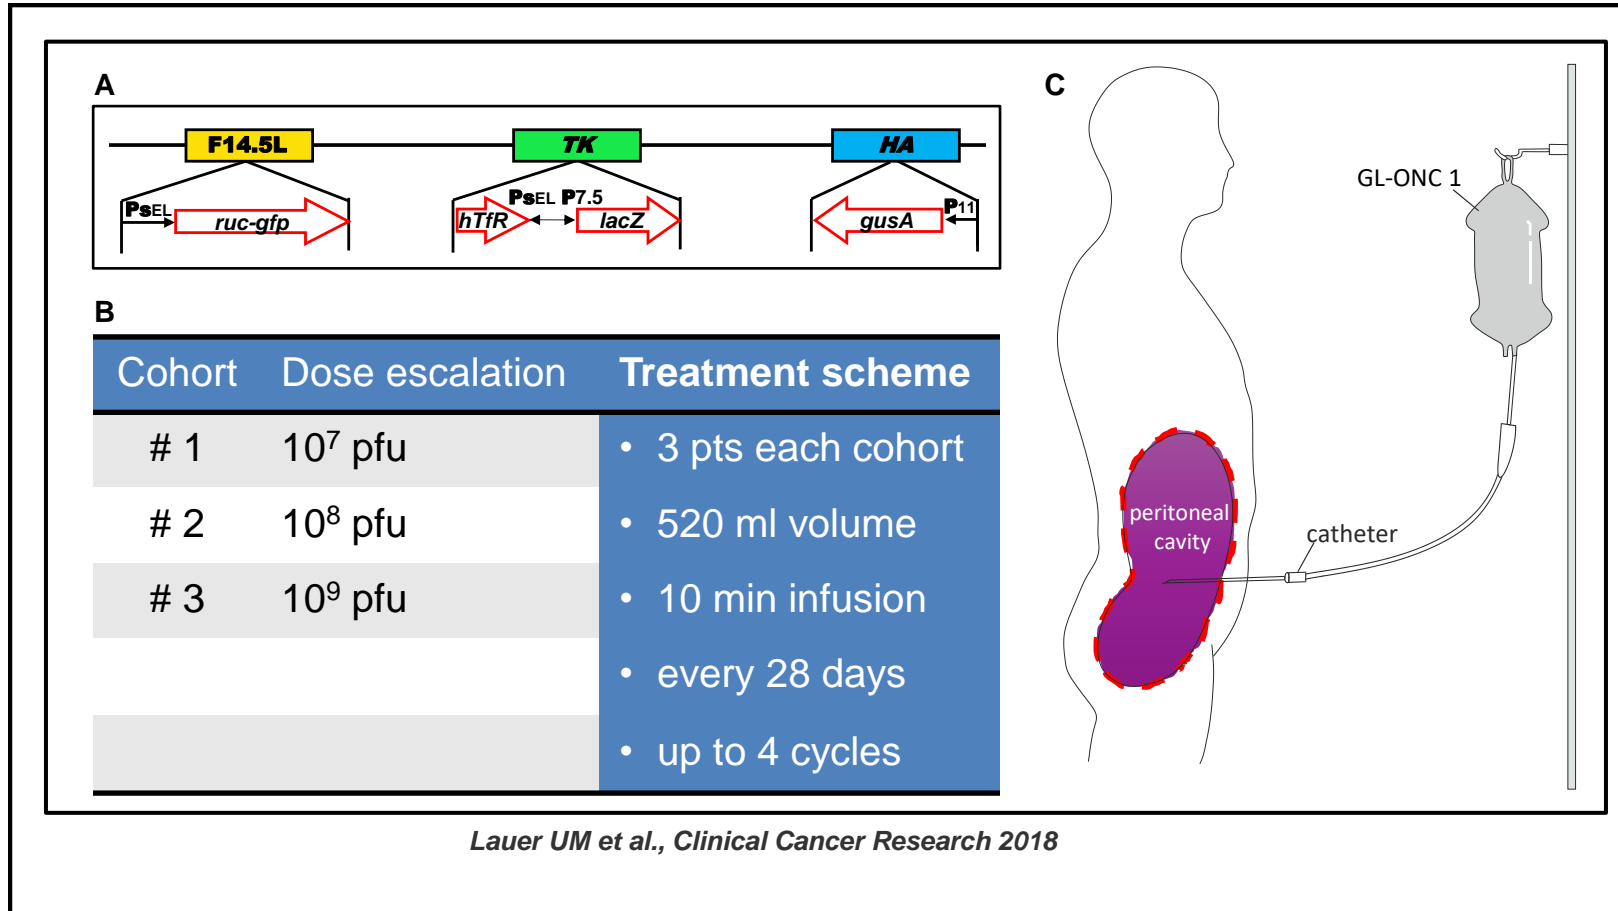 A
F14.5L TK HA
PsEL ruc-gfp hTfR PsEL P7.5 lacZ gusA P11
B
Cohort Dose escalation Treatment scheme
# 1 10⁷ pfu • 3 pts each cohort
# 2 10⁸ pfu • 520 ml volume
# 3 10⁹ pfu • 10 min infusion
• every 28 days
• up to 4 cycles
C
GL-ONC 1
peritoneal
cavity
catheter
Lauer UM et al., Clinical Cancer Research 2018